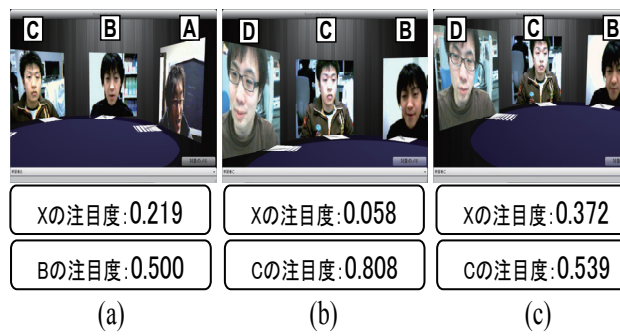 C B A
D C B
D C B
Xの注目度:0.219
Xの注目度:0.058
Xの注目度:0.372
Bの注目度:0.500
Cの注目度:0.808
Cの注目度:0.539
(a)
(b)
(c)